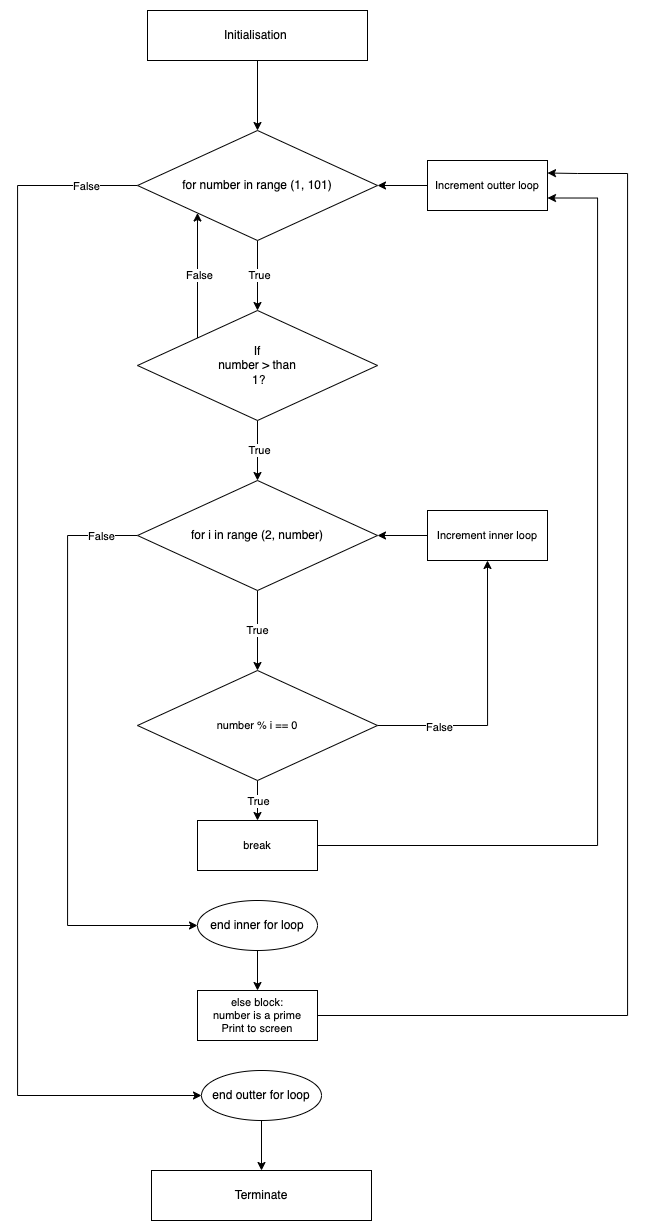 Initialisation
for number in range (1, 101)
Increment outter loop
False
False
True
If
number > than
1?
True
for i in range (2, number)
Increment inner loop
False
True
number % i == 0
False
True
break
end inner for loop
else block:
number is a prime
Print to screen
end outter for loop
Terminate